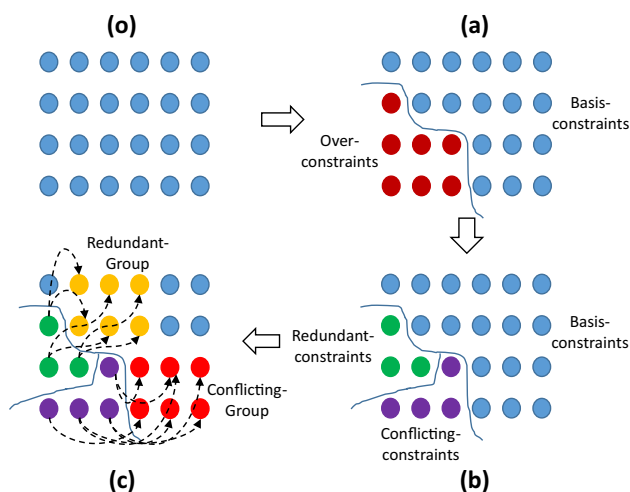 (o)
(a)
Basis-
constraints
Over-
constraints
Redundant-
Group
Redundant-
constraints
Basis-
constraints
Conflicting-
Group
Conflicting-
constraints
(c)
(b)